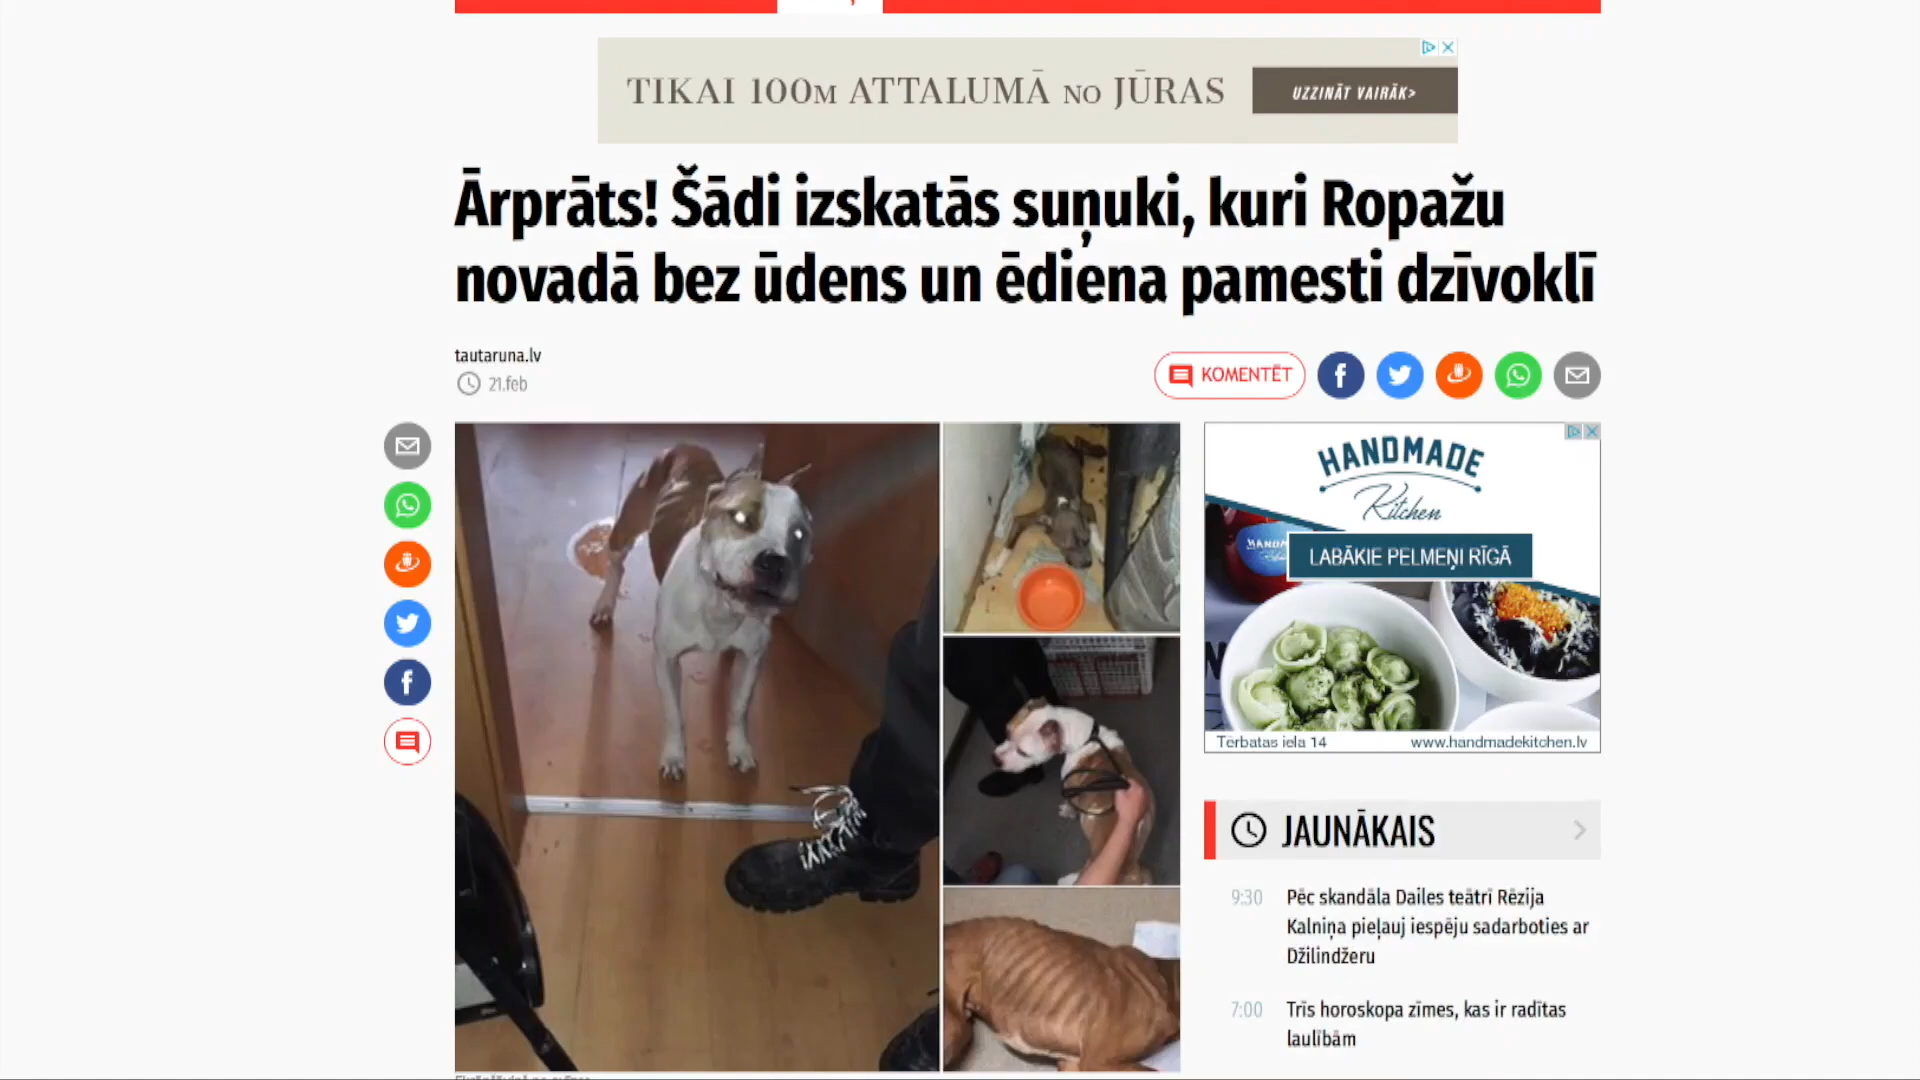 TIKAI 100M ATTALUMĀ NO JŪRAS
UZZINĀT VAIRĀK>
Ārprāts! Šādi izskatās suņuki, kuri Ropažu
novadā bez ūdens un ēdiena pamesti dzīvoklī
tautaruna.lv
21.feb
KOMENTĒT
HANDMADE
Kitchen
LABĀKIE PELMEŅI RĪGĀ
Tērbatas iela 14
www.handmadekitchen.lv
JAUNĀKAIS
9:30
Pēc skandāla Dailes teātrī Rēzija
Kalniņa pieļauj iespēju sadarboties ar
Džilindžeru
7:00
Trīs horoskopa zīmes, kas ir radītas
laulībām